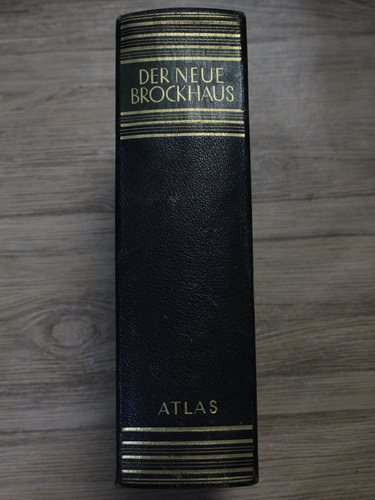 DER NEUE
BROCKHAUS
ATLAS